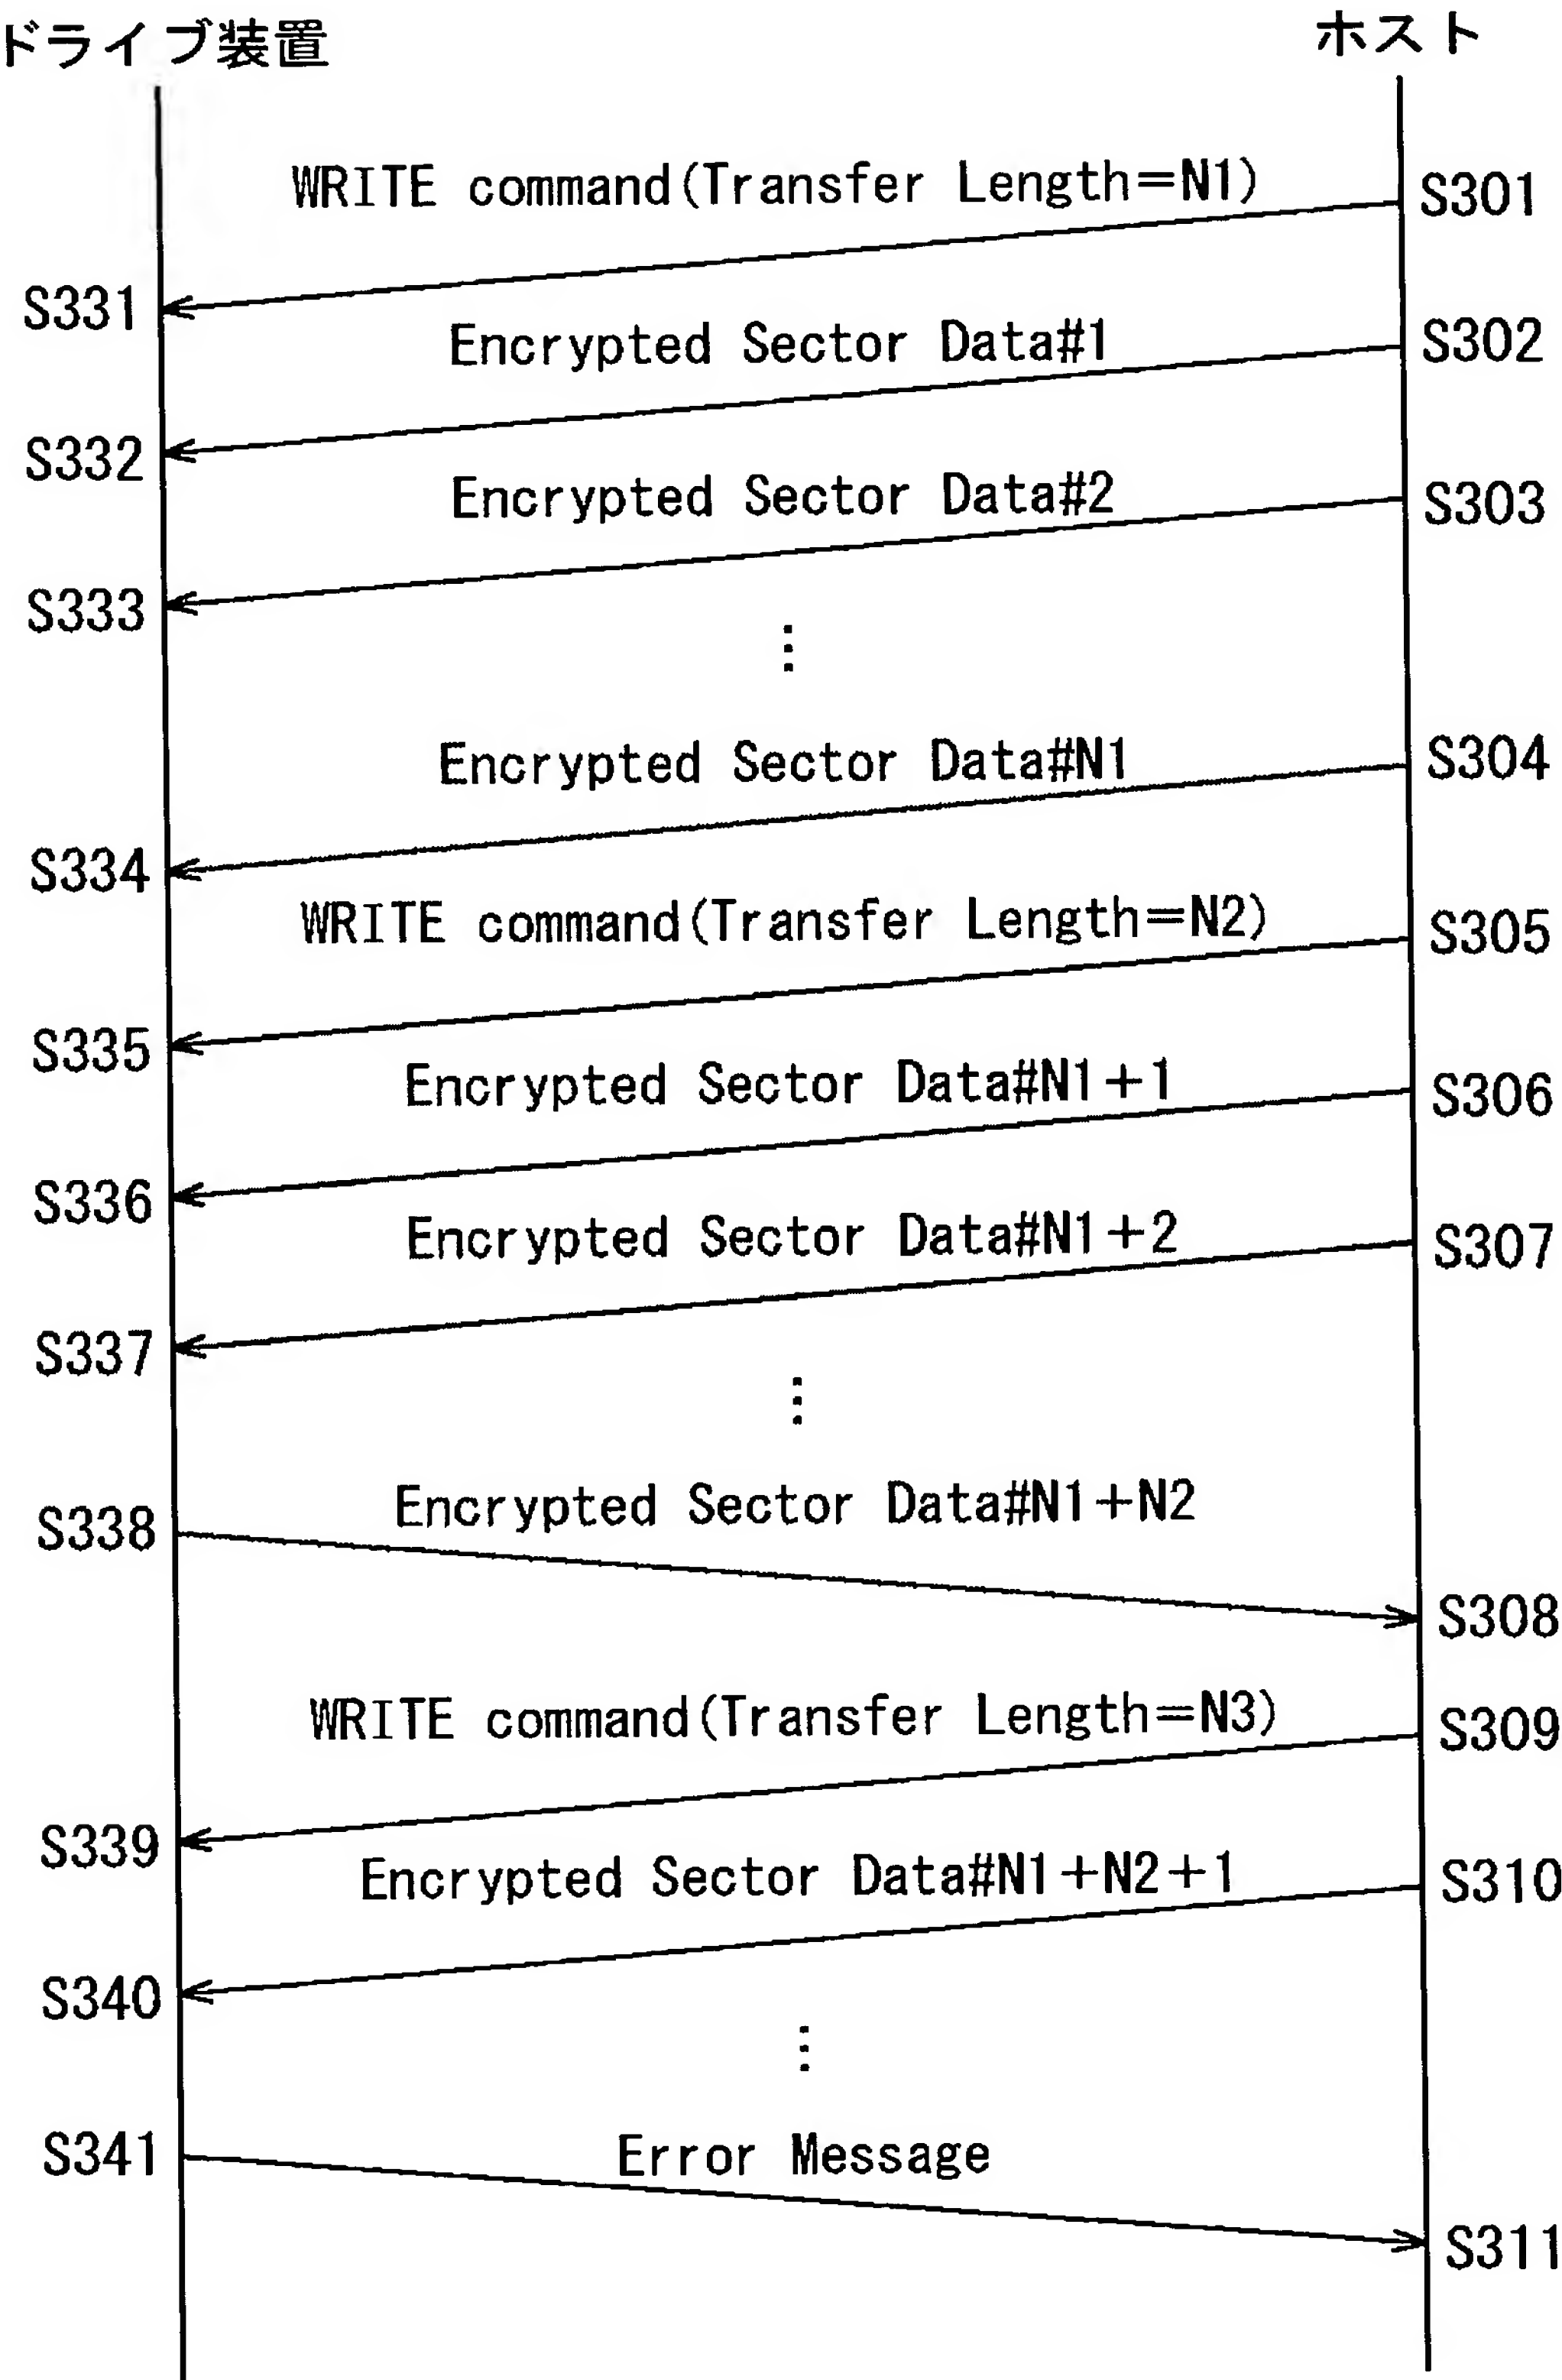 ドライブ装置 ホスト
WRITE command(Transfer Length=N1) S301
S331
Encrypted Sector Data#1 S302
S332
Encrypted Sector Data#2 S303
S333
⋮
Encrypted Sector Data#N1 S304
S334
WRITE command(Transfer Length=N2) S305
S335
Encrypted Sector Data#N1+1 S306
S336
Encrypted Sector Data#N1+2 S307
S337
⋮
Encrypted Sector Data#N1+N2
S338
S308
WRITE command(Transfer Length=N3) S309
S339
Encrypted Sector Data#N1+N2+1 S310
S340
⋮
S341 Error Message
S311